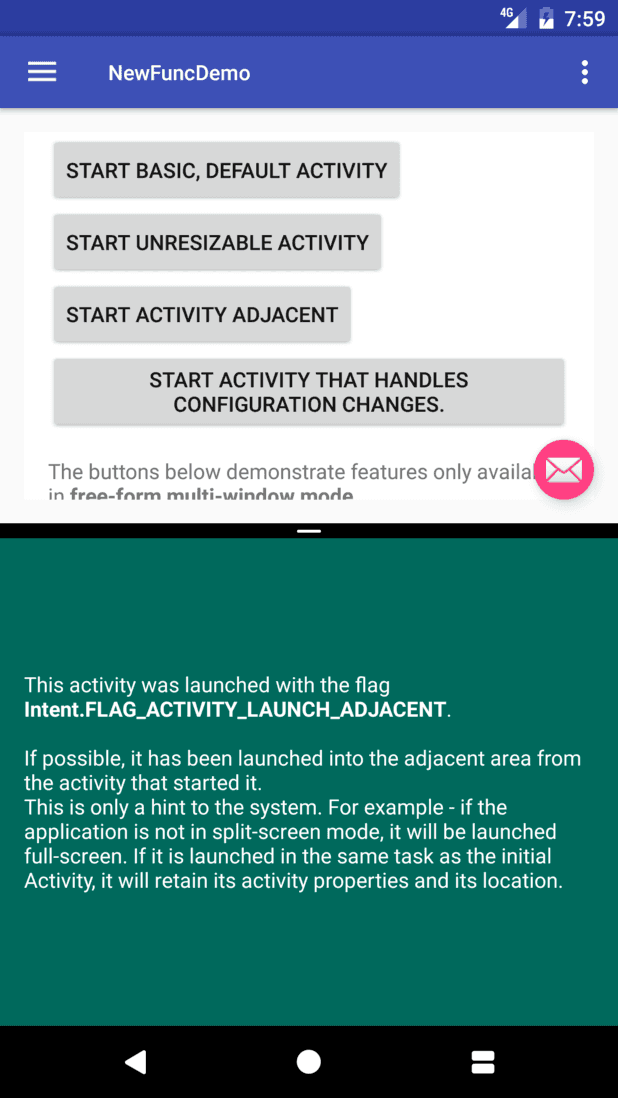 4G 7:59
NewFuncDemo
START BASIC, DEFAULT ACTIVITY
START UNRESIZABLE ACTIVITY
START ACTIVITY ADJACENT
START ACTIVITY THAT HANDLES
CONFIGURATION CHANGES.
The buttons below demonstrate features only availa
in free-form multi-window mode
This activity was launched with the flag
Intent.FLAG_ACTIVITY_LAUNCH_ADJACENT.
If possible, it has been launched into the adjacent area from
the activity that started it.
This is only a hint to the system. For example - if the
application is not in split-screen mode, it will be launched
full-screen. If it is launched in the same task as the initial
Activity, it will retain its activity properties and its location.